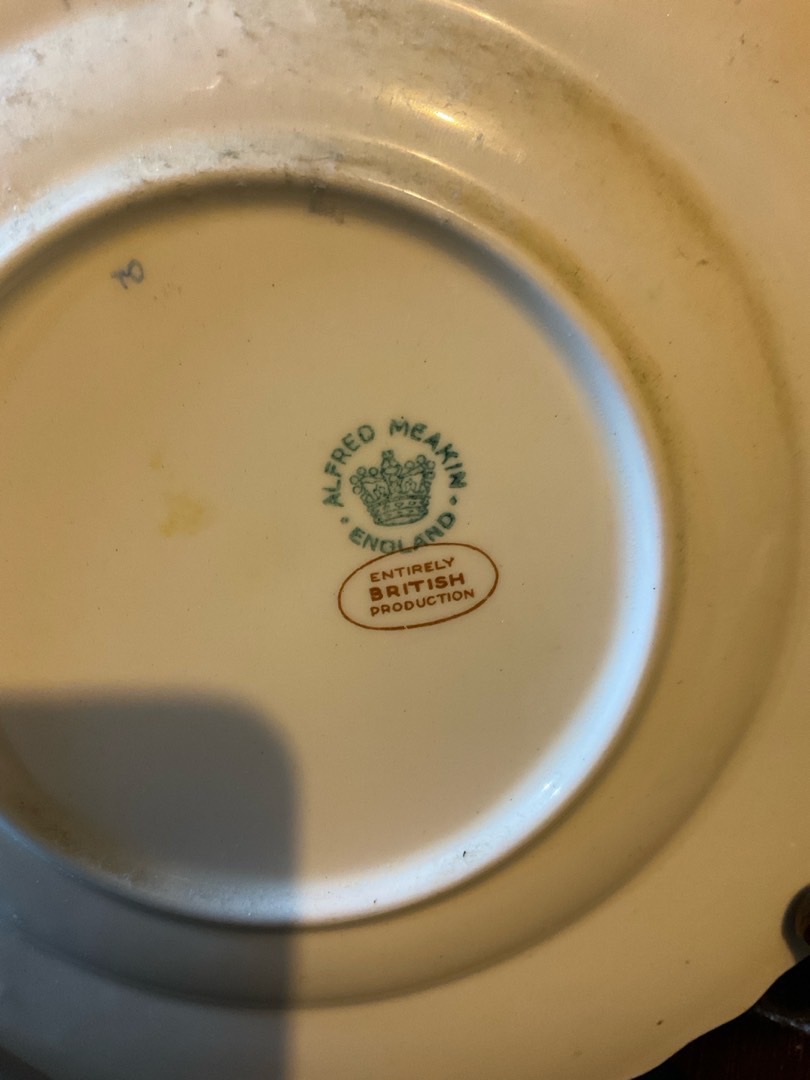 ALFRED MEAKIN
ENGLAND
ENTIRELY
BRITISH
PRODUCTION